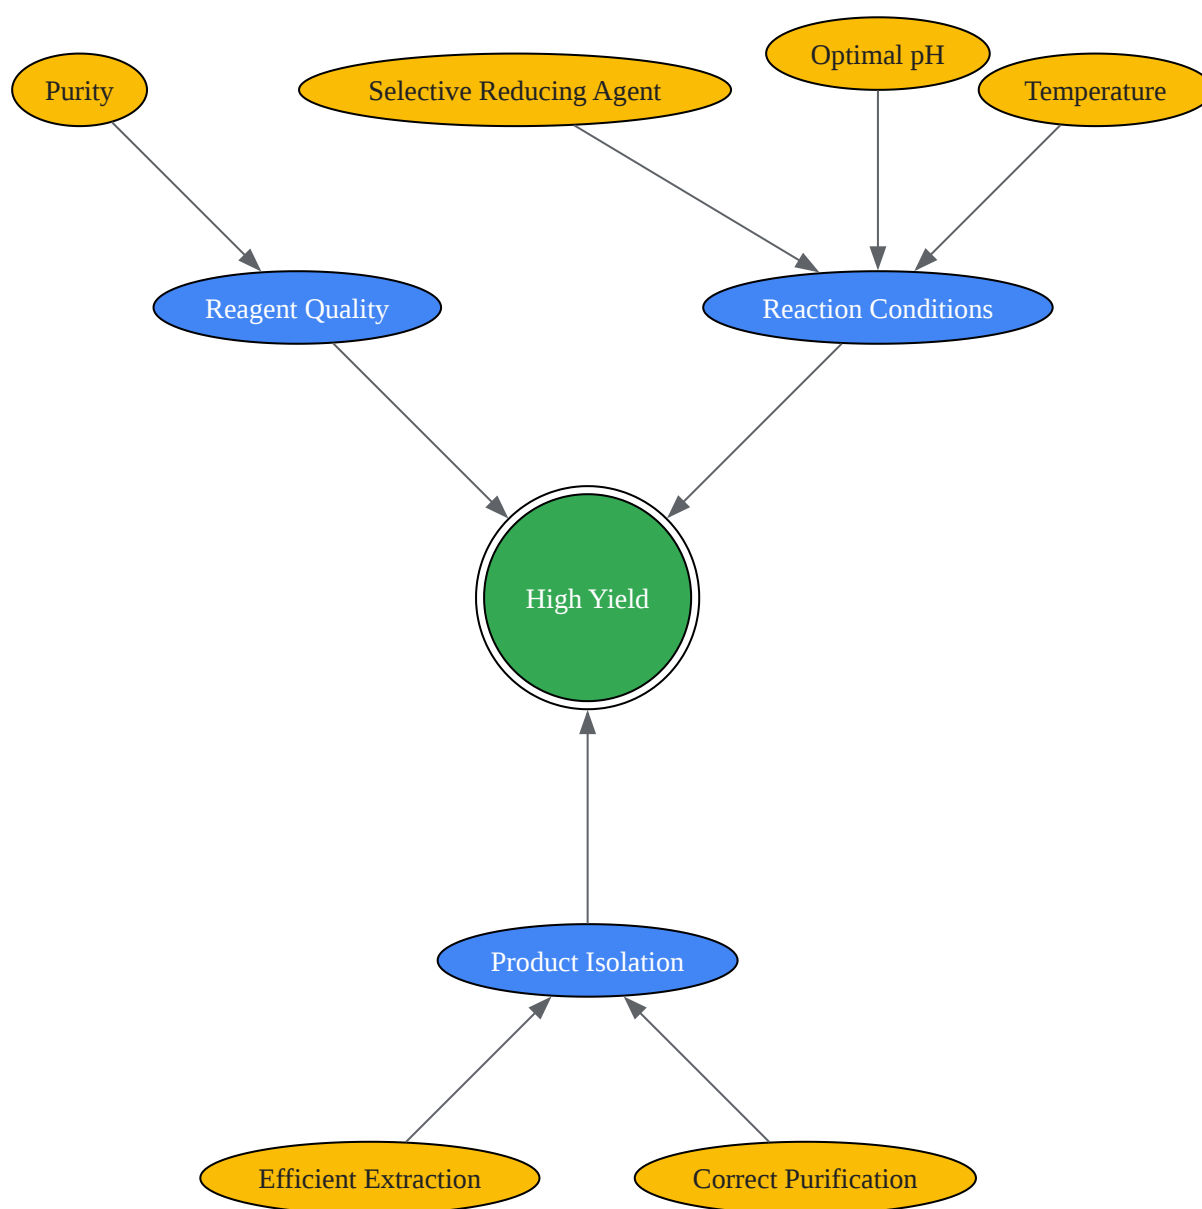 Optimal pH
Purity
Selective Reducing Agent
Temperature
Reagent Quality
Reaction Conditions
High Yield
Product Isolation
Efficient Extraction
Correct Purification